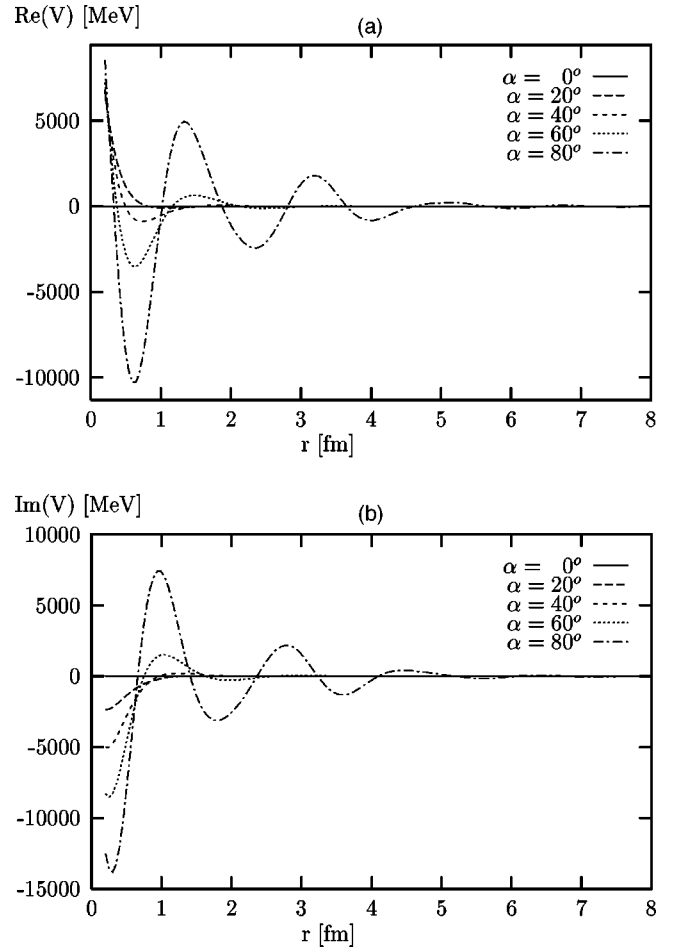 Re(V) [MeV]
(a)
α = 0°
α = 20°
α = 40°
α = 60°
α = 80°
5000
0
-5000
-10000
0 1 2 3 4 5 6 7 8
r [fm]
Im(V) [MeV]
(b)
10000
α = 0°
α = 20°
α = 40°
α = 60°
α = 80°
5000
0
-5000
-10000
-15000
0 1 2 3 4 5 6 7 8
r [fm]